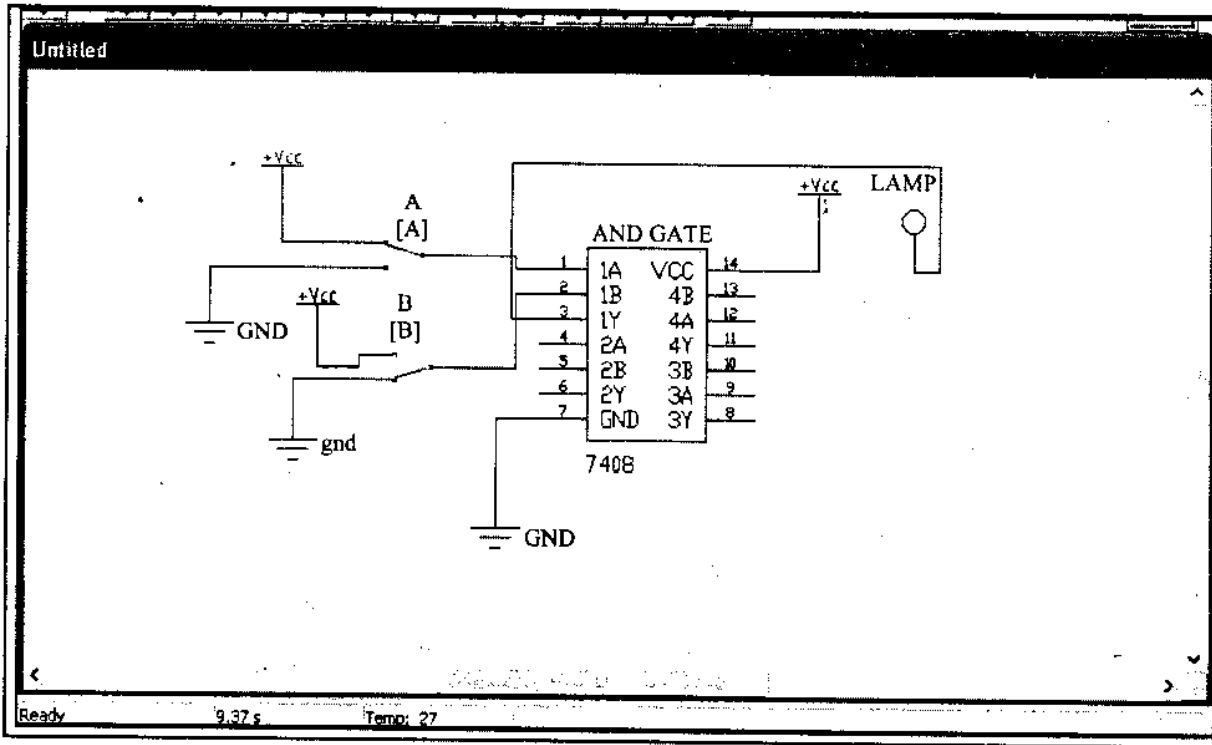 Untitled
+Vcc
A
[A]
GND
+Vcc
B
[B]
gnd
AND GATE
1 1A VCC 14
2 1B 4B 13
3 1Y 4A 12
4 2A 4Y 11
5 2B 3B 10
6 2Y 3A 9
7 GND 3Y 8
7408
GND
+Vcc
LAMP
Ready 9.37 s Temp: 27